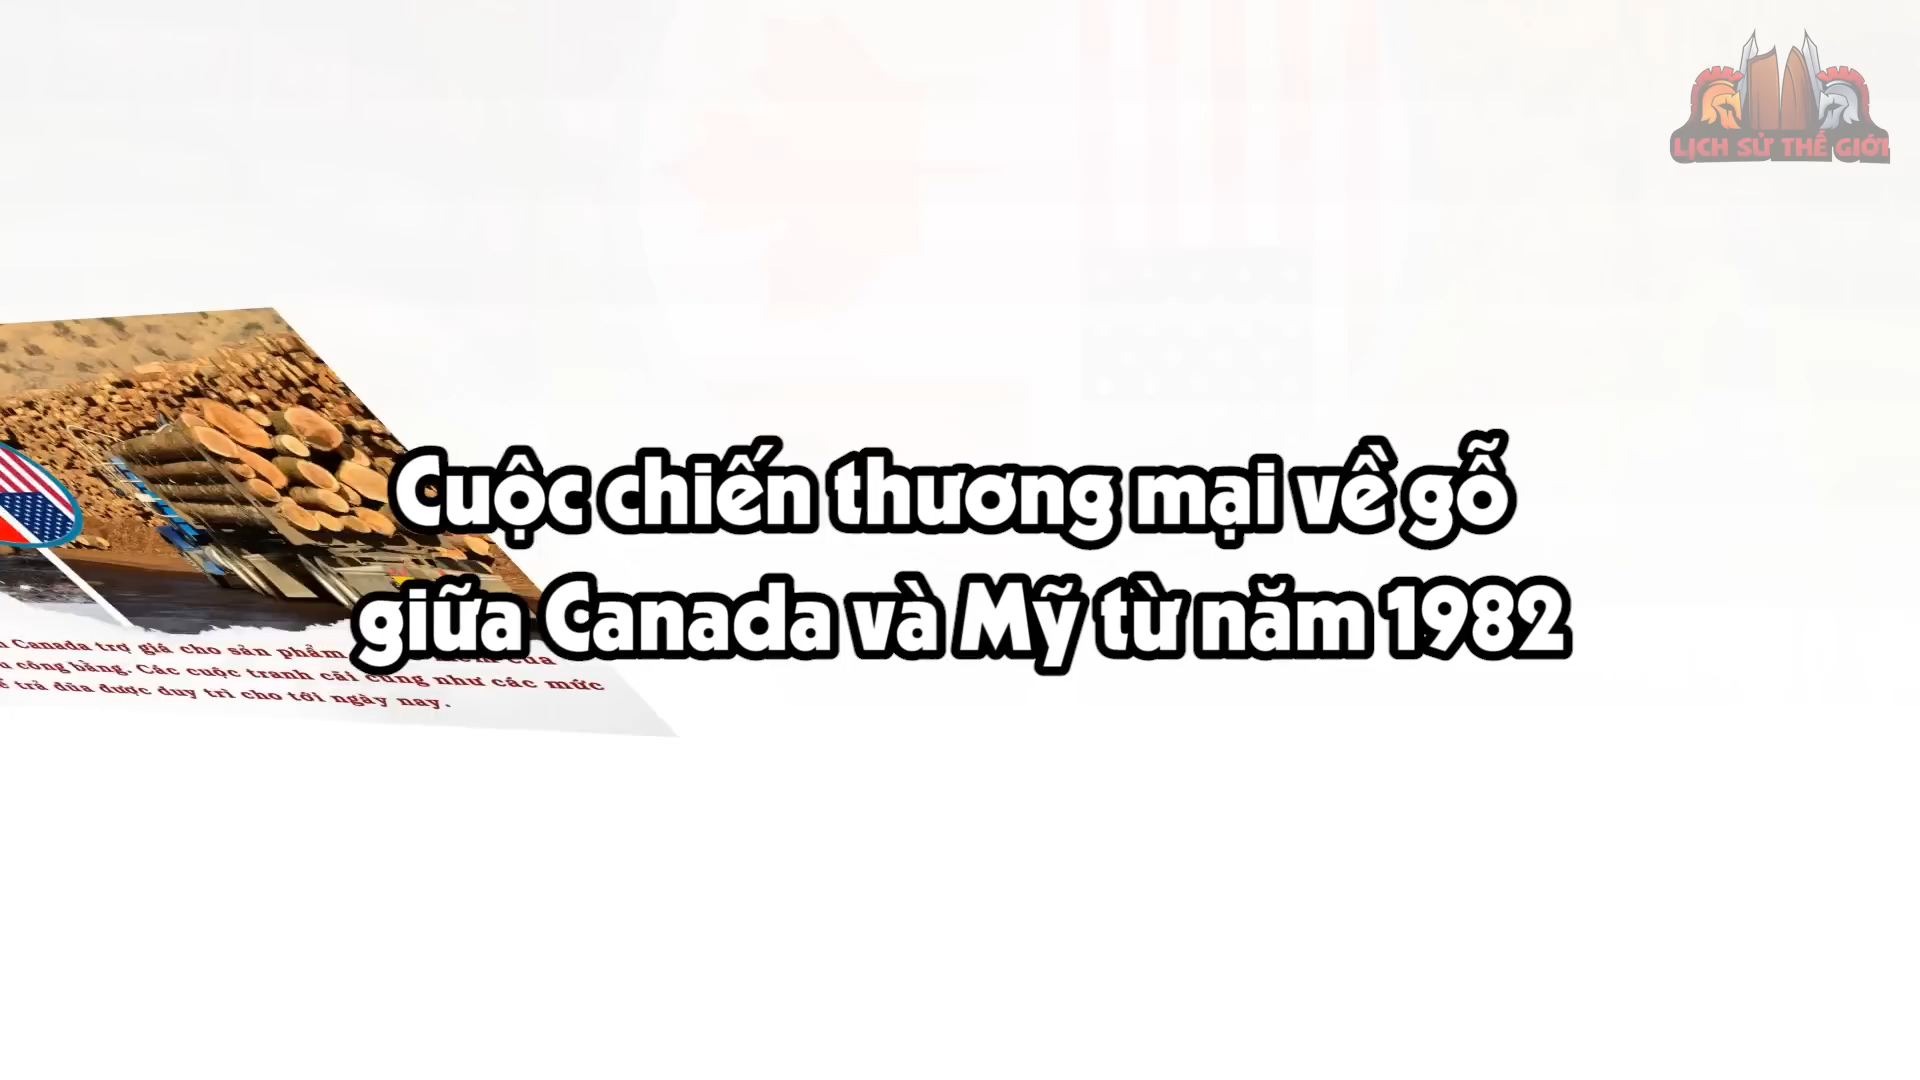 LỊCH SỬ THẾ GIỚI
Cuộc chiến thương mại về gỗ
giữa Canada và Mỹ từ năm 1982
Canada trợ giá cho sản phẩm của
công bằng. Các cuộc tranh cãi cũng như các mức
trả đũa được duy trì cho tới ngày nay.